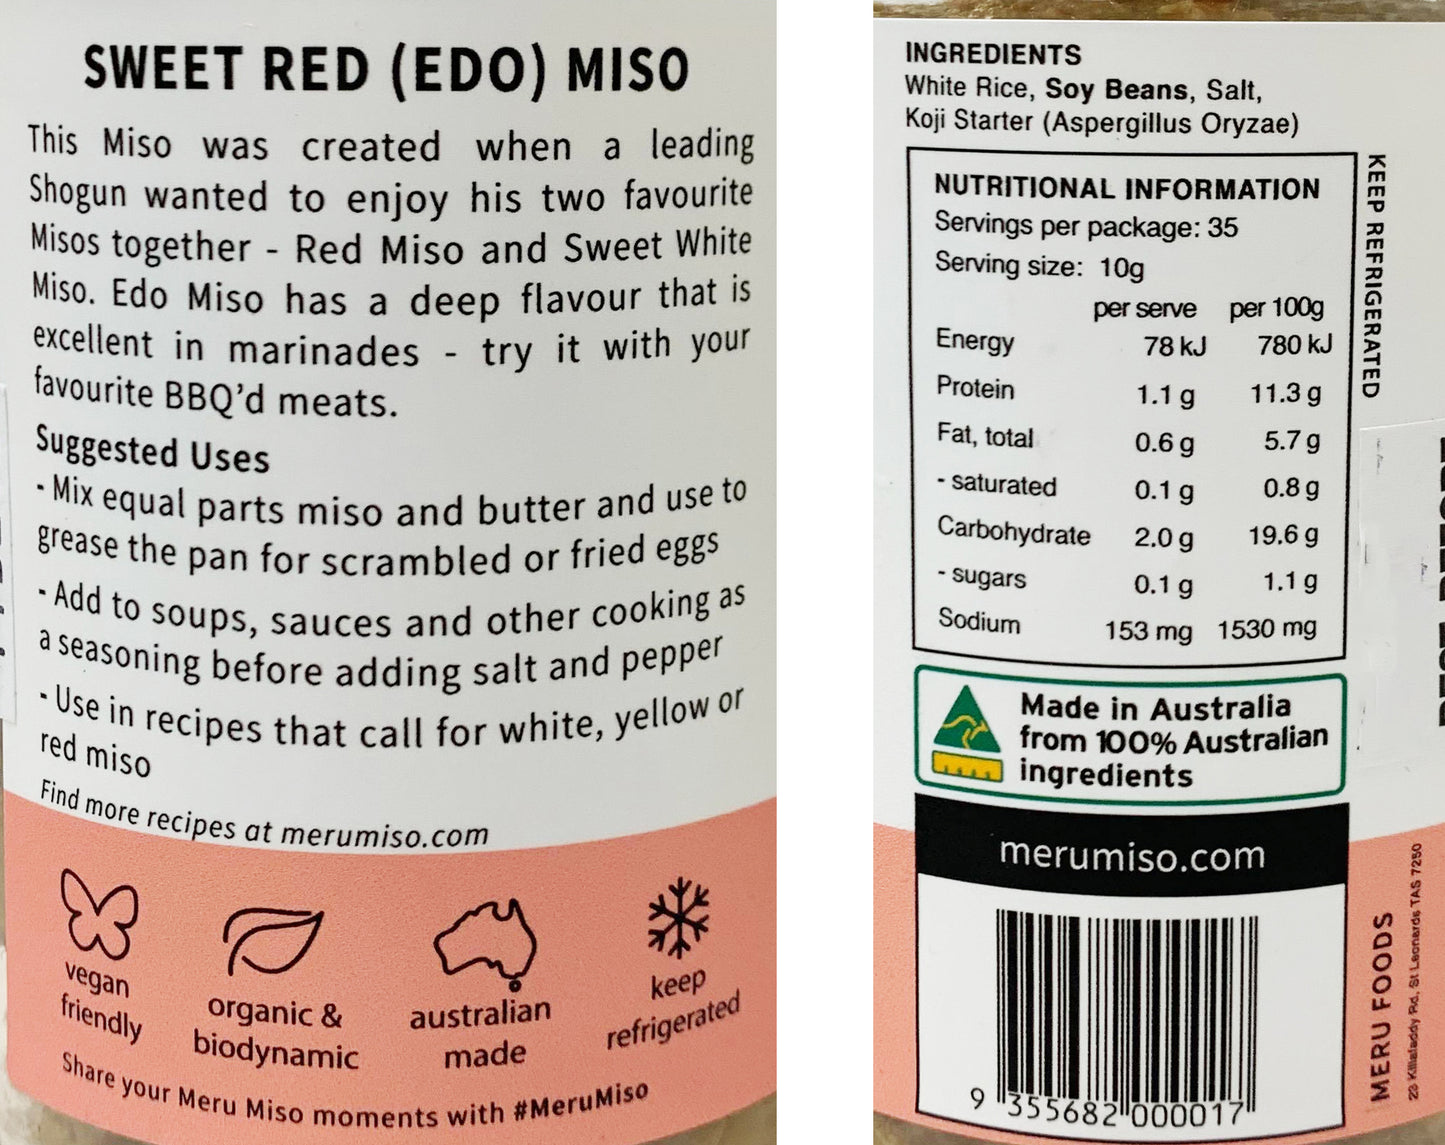 SWEET RED (EDO) MISO
This Miso was created when a leading
Shogun wanted to enjoy his two favourite
Misos together - Red Miso and Sweet White
Miso. Edo Miso has a deep flavour that is
excellent in marinades - try it with your
favourite BBQ'd meats.
Suggested Uses
- Mix equal parts miso and butter and use to
grease the pan for scrambled or fried eggs
- Add to soups, sauces and other cooking as
a seasoning before adding salt and pepper
- Use in recipes that call for white, yellow or
red miso
Find more recipes at merumiso.com
vegan
friendly
organic &
biodynamic
australian
made
keep
refrigerated
Share your Meru Miso moments with #MeruMiso
INGREDIENTS
White Rice, Soy Beans, Salt,
Koji Starter (Aspergillus Oryzae)
NUTRITIONAL INFORMATION
Servings per package: 35
Serving size: 10g
per serve per 100g
Energy 78 kJ 780 kJ
Protein 1.1 g 11.3 g
Fat, total 0.6 g 5.7 g
- saturated 0.1 g 0.8 g
Carbohydrate 2.0 g 19.6 g
- sugars 0.1 g 1.1 g
Sodium 153 mg 1530 mg
KEEP REFRIGERATED
Made in Australia
from 100% Australian
ingredients
merumiso.com
9 355682 000017
MERU FOODS
23 Killafaddy Rd, St Leonards TAS 7250